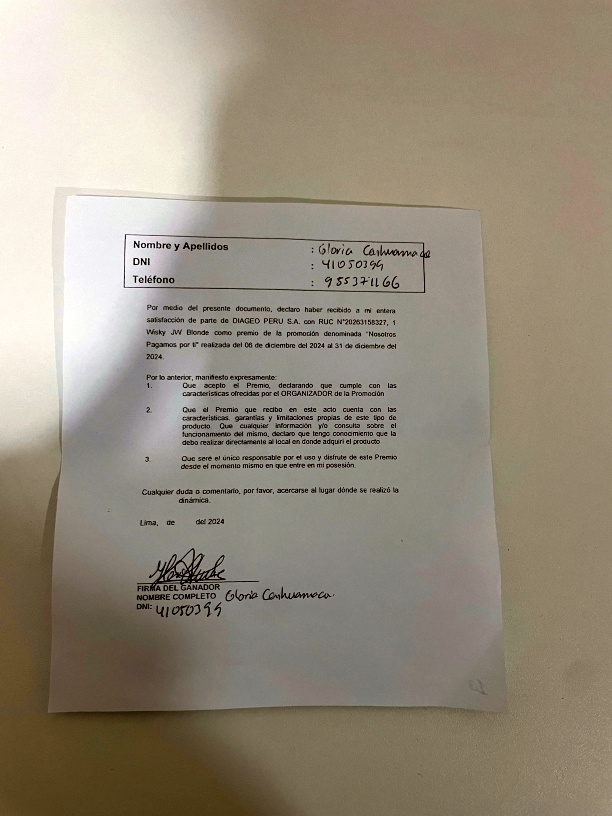 Nombre y Apellidos : Gloria Carhuamaca
DNI : 41050399
Teléfono : 955371166
Por medio del presente documento, declaro haber recibido a mi entera
satisfacción de parte de DIAGEO PERU S.A. con RUC N°20263158327, 1
Wisky JW Blonde como premio de la promoción denominada "Nosotros
Pagamos por ti" realizada del 06 de diciembre del 2024 al 31 de diciembre del
2024.
Por lo anterior, manifiesto expresamente:
1. Que acepto el Premio, declarando que cumple con las
características ofrecidas por el ORGANIZADOR de la Promoción
2. Que el Premio que recibo en este acto cuenta con las
características, garantías y limitaciones propias de este tipo de
producto. Que cualquier información y/o consulta sobre el
funcionamiento del mismo, declaro que tengo conocimiento que la
debo realizar directamente al local en donde adquirí el producto
3. Que seré el único responsable por el uso y disfrute de este Premio
desde el momento mismo en que entre en mi posesión.
Cualquier duda o comentario, por favor, acercarse al lugar dónde se realizó la
dinámica.
Lima, de del 2024
FIRMA DEL GANADOR
NOMBRE COMPLETO Gloria Carhuamaca.
DNI: 41050399